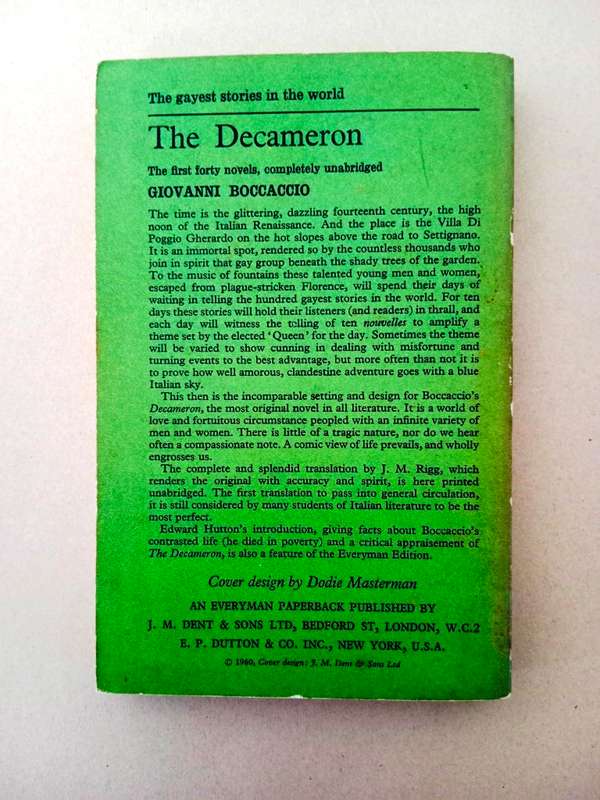 The gayest stories in the world
The Decameron
The first forty novels, completely unabridged
GIOVANNI BOCCACCIO
The time is the glittering, dazzling fourteenth century, the high
noon of the Italian Renaissance. And the place is the Villa Di
Poggio Gherardo on the hot slopes above the road to Settignano.
It is an immortal spot, rendered so by the countless thousands who
join in spirit that gay group beneath the shady trees of the garden.
To the music of fountains these talented young men and women,
escaped from plague-stricken Florence, will spend their days of
waiting in telling the hundred gayest stories in the world. For ten
days these stories will hold their listeners (and readers) in thrall, and
each day will witness the tolling of ten nouvelles to amplify a
theme set by the elected 'Queen' for the day. Sometimes the theme
will be varied to show cunning in dealing with misfortune and
turning events to the best advantage, but more often than not it is
to prove how well amorous, clandestine adventure goes with a blue
Italian sky.
This then is the incomparable setting and design for Boccaccio's
Decameron, the most original novel in all literature. It is a world of
love and fortuitous circumstance peopled with an infinite variety of
men and women. There is little of a tragic nature, nor do we hear
often a compassionate note. A comic view of life prevails, and wholly
engrosses us.
The complete and splendid translation by J. M. Rigg, which
renders the original with accuracy and spirit, is here printed
unabridged. The first translation to pass into general circulation,
it is still considered by many students of Italian literature to be the
most perfect.
Edward Hutton's introduction, giving facts about Boccaccio's
contrasted life (he died in poverty) and a critical appraisement of
The Decameron, is also a feature of the Everyman Edition.
Cover design by Dodie Masterman
AN EVERYMAN PAPERBACK PUBLISHED BY
J. M. DENT & SONS LTD, BEDFORD ST, LONDON, W.C.2
E. P. DUTTON & CO. INC., NEW YORK, U.S.A.
© 1960, Cover design: J. M. Dent & Sons Ltd